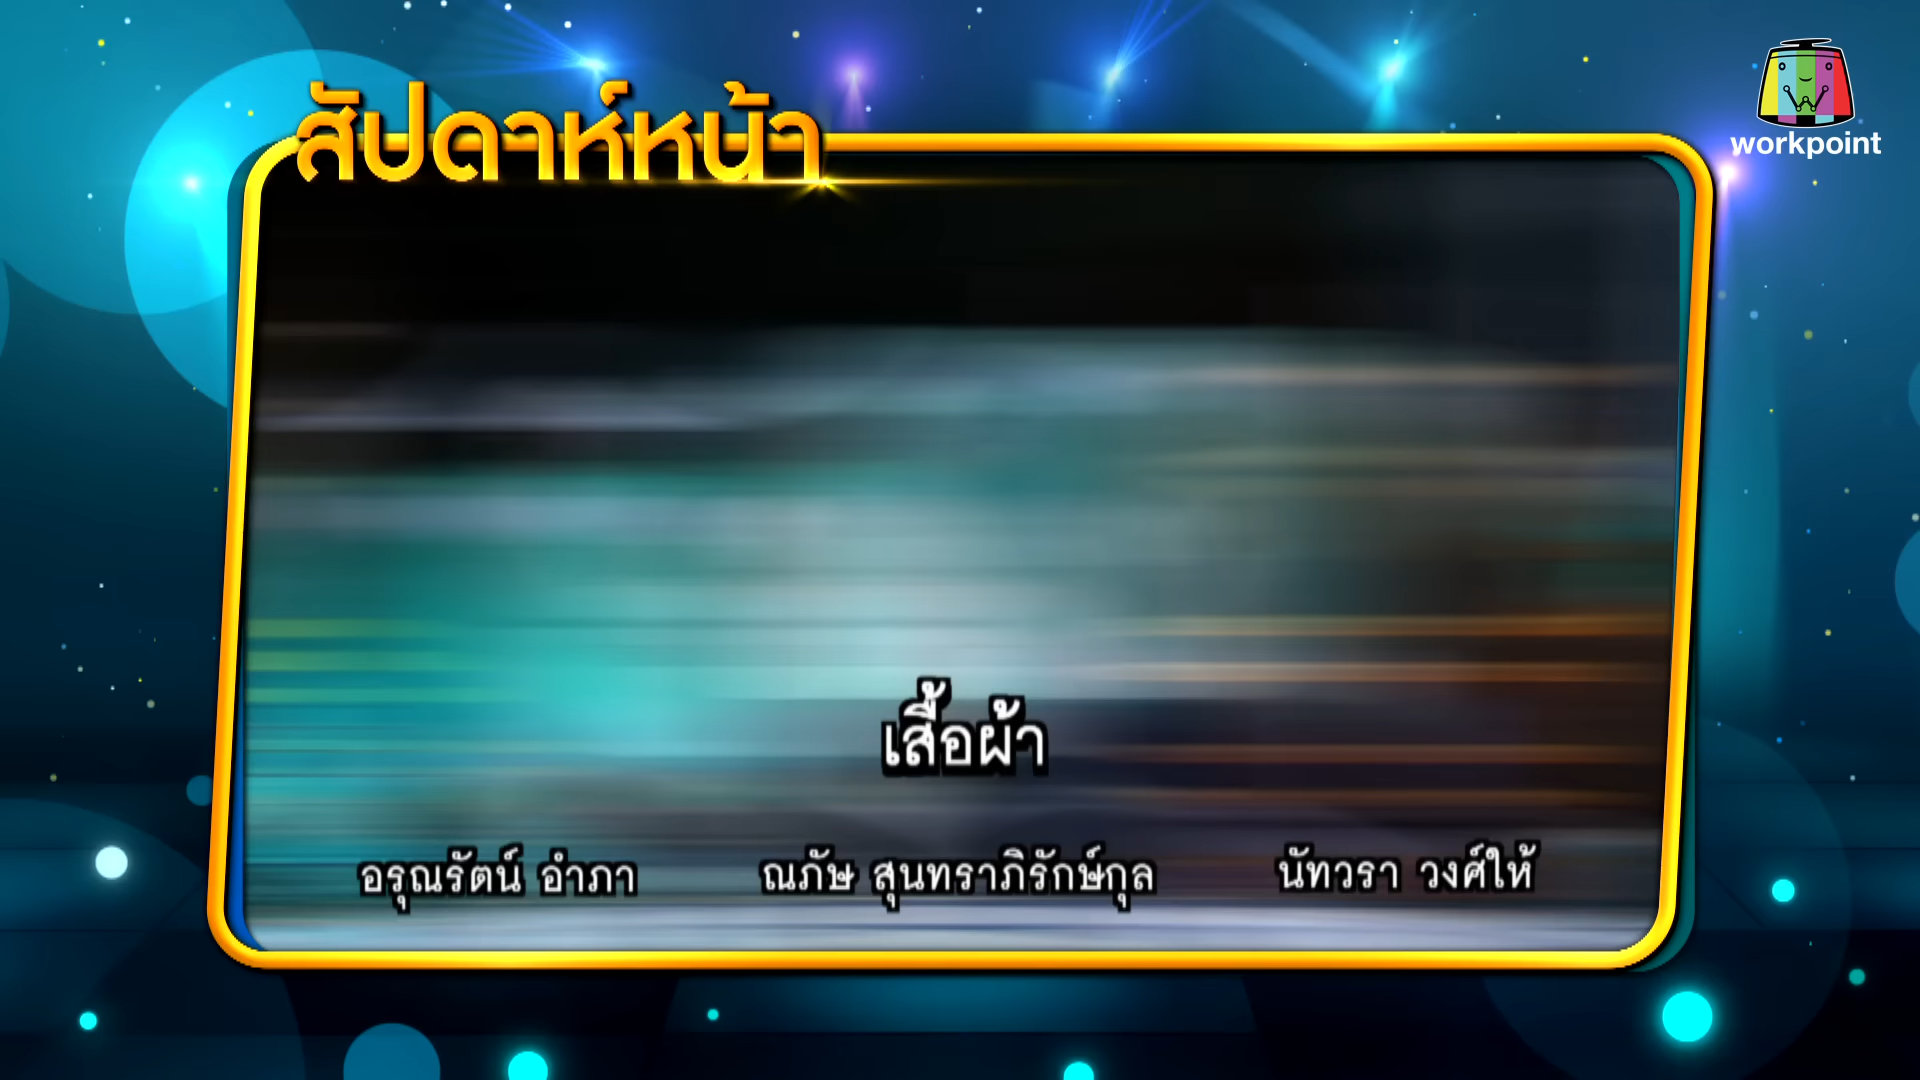 สัปดาห์หน้า
workpoint
เสื้อผ้า
อรุณรัตน์ อำภา
ณภัษ สุนทราภิรักษ์กุล
นัทวรา วงศ์ให้